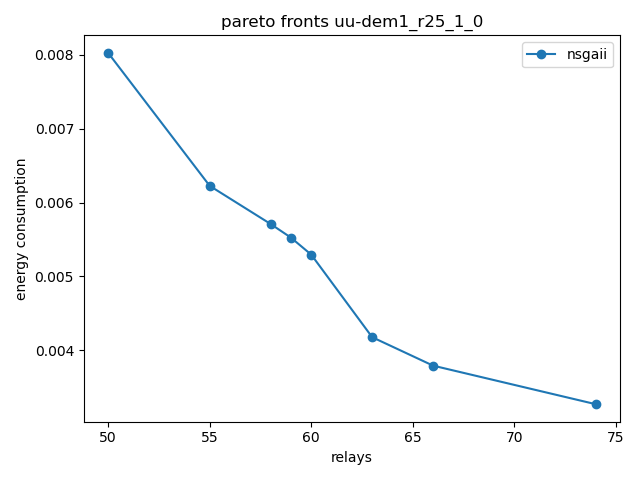 pareto fronts uu-dem1_r25_1_0
nsgaii
0.008
0.007
0.006
0.005
0.004
energy consumption
50
55
60
65
70
75
relays